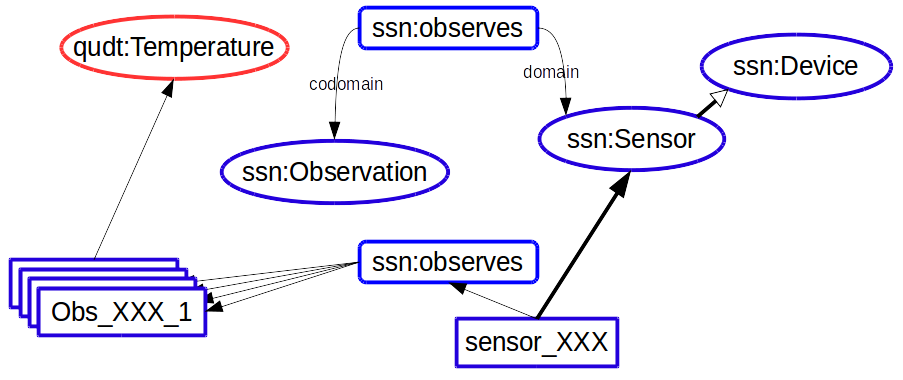 ssn:observes
qudt:Temperature
ssn:Device
domain
codomain
ssn:Sensor
ssn:Observation
ssn:observes
Obs_XXX_1
sensor_XXX